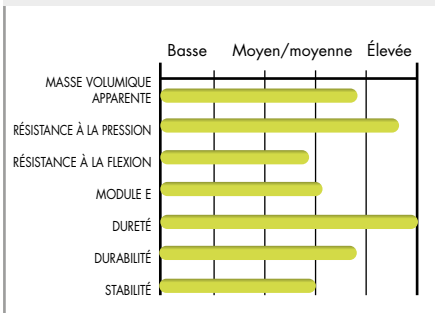 Basse Moyen/moyenne Élevée
MASSE VOLUMIQUE
APPARENTE
RÉSISTANCE À LA PRESSION
RÉSISTANCE À LA FLEXION
MODULE E
DURETÉ
DURABILITÉ
STABILITÉ